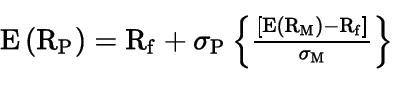 E (R_P) = R_f + σ_P { [E(R_M)−R_f] / σ_M }